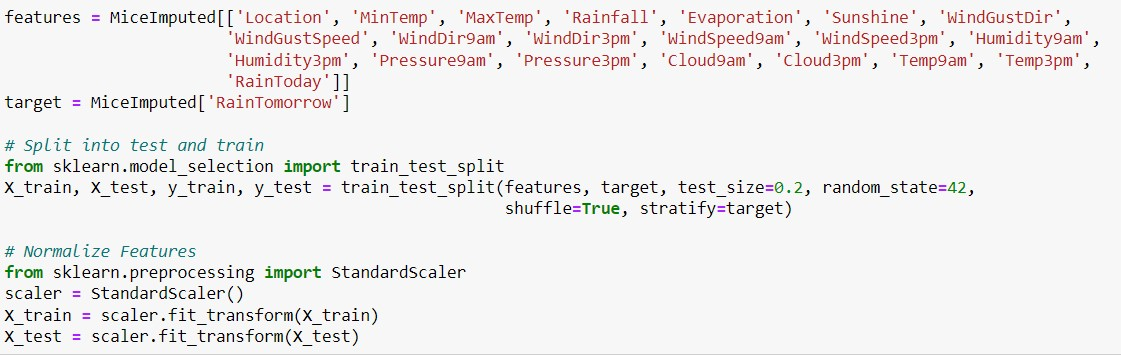 features = MiceImputed[['Location', 'MinTemp', 'MaxTemp', 'Rainfall', 'Evaporation', 'Sunshine', 'WindGustDir',
'WindGustSpeed', 'WindDir9am', 'WindDir3pm', 'WindSpeed9am', 'WindSpeed3pm', 'Humidity9am',
'Humidity3pm', 'Pressure9am', 'Pressure3pm', 'Cloud9am', 'Cloud3pm', 'Temp9am', 'Temp3pm',
'RainToday']]
target = MiceImputed['RainTomorrow']
# Split into test and train
from sklearn.model_selection import train_test_split
X_train, X_test, y_train, y_test = train_test_split(features, target, test_size=0.2, random_state=42,
shuffle=True, stratify=target)
# Normalize Features
from sklearn.preprocessing import StandardScaler
scaler = StandardScaler()
X_train = scaler.fit_transform(X_train)
X_test = scaler.fit_transform(X_test)